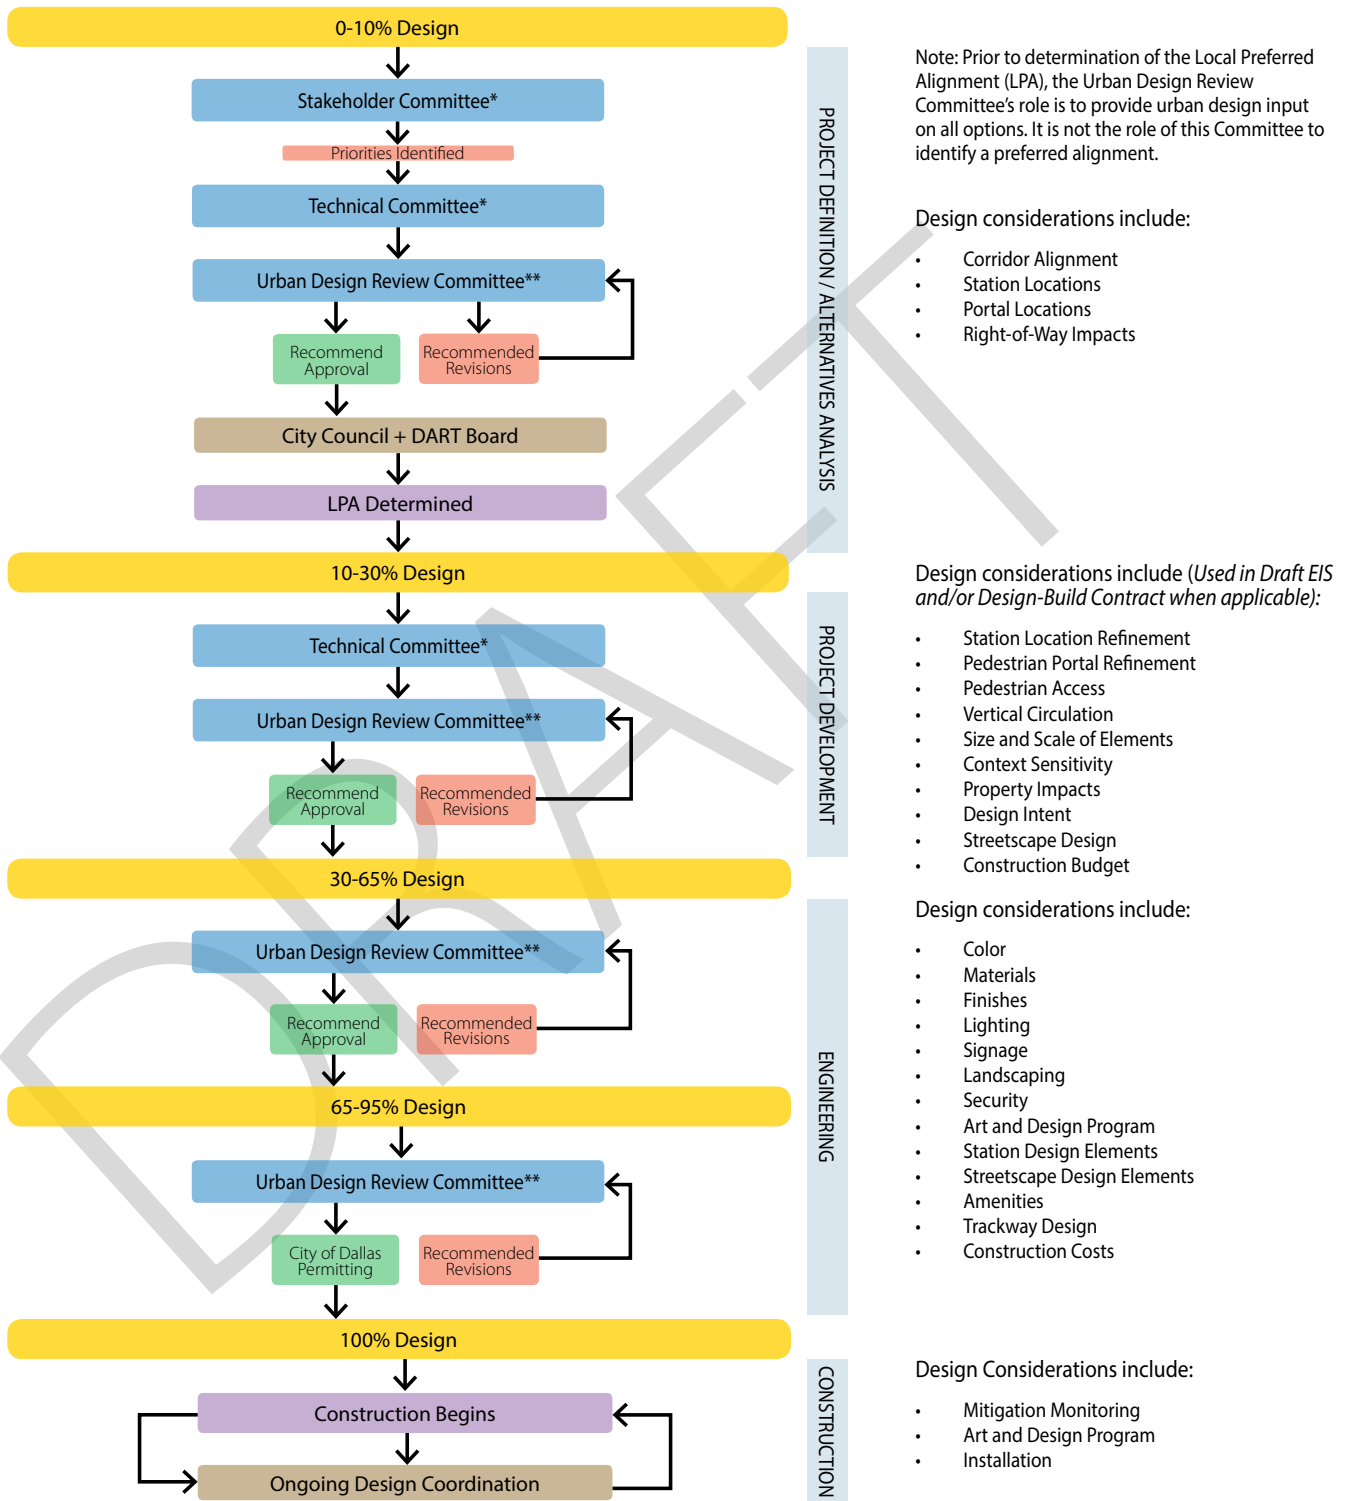 0-10% Design
Stakeholder Committee*
Priorities Identified
Technical Committee*
Urban Design Review Committee**
Recommend
Approval
Recommended
Revisions
City Council + DART Board
LPA Determined
PROJECT DEFINITION / ALTERNATIVES ANALYSIS
Note: Prior to determination of the Local Preferred
Alignment (LPA), the Urban Design Review
Committee's role is to provide urban design input
on all options. It is not the role of this Committee to
identify a preferred alignment.
Design considerations include:
• Corridor Alignment
• Station Locations
• Portal Locations
• Right-of-Way Impacts
10-30% Design
Technical Committee*
Urban Design Review Committee**
Recommend
Approval
Recommended
Revisions
PROJECT DEVELOPMENT
Design considerations include (Used in Draft EIS
and/or Design-Build Contract when applicable):
• Station Location Refinement
• Pedestrian Portal Refinement
• Pedestrian Access
• Vertical Circulation
• Size and Scale of Elements
• Context Sensitivity
• Property Impacts
• Design Intent
• Streetscape Design
• Construction Budget
30-65% Design
Urban Design Review Committee**
Recommend
Approval
Recommended
Revisions
65-95% Design
Urban Design Review Committee**
City of Dallas
Permitting
Recommended
Revisions
ENGINEERING
Design considerations include:
• Color
• Materials
• Finishes
• Lighting
• Signage
• Landscaping
• Security
• Art and Design Program
• Station Design Elements
• Streetscape Design Elements
• Amenities
• Trackway Design
• Construction Costs
100% Design
Construction Begins
Ongoing Design Coordination
CONSTRUCTION
Design Considerations include:
• Mitigation Monitoring
• Art and Design Program
• Installation
DRAFT